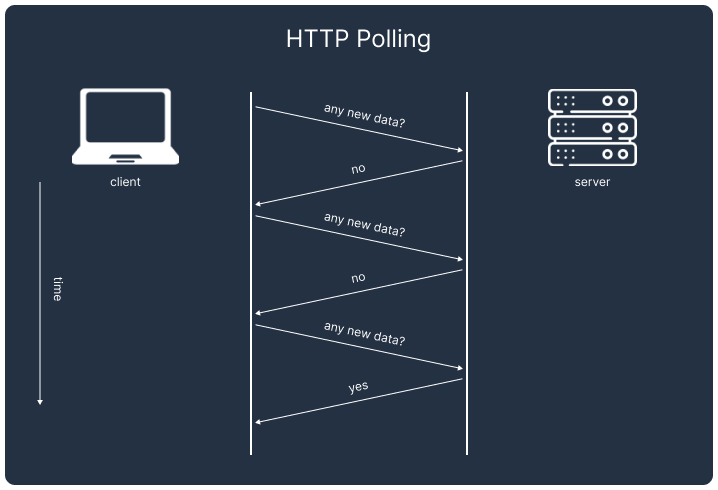 HTTP Polling
any new data?
no
client
server
any new data?
time
no
any new data?
yes